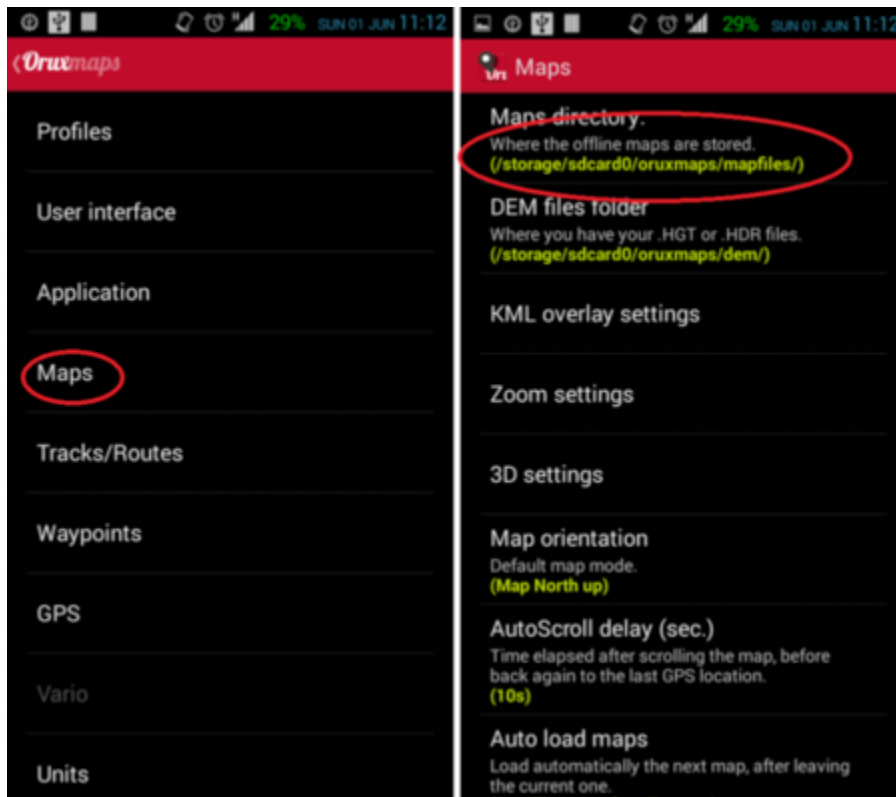 29% SUN 01 JUN 11:12
Oruxmaps
Profiles
User interface
Application
Maps
Tracks/Routes
Waypoints
GPS
Vario
Units
29% SUN 01 JUN 11:12
Maps
Maps directory.
Where the offline maps are stored.
(/storage/sdcard0/oruxmaps/mapfiles/)
DEM files folder
Where you have your .HGT or .HDR files.
(/storage/sdcard0/oruxmaps/dem/)
KML overlay settings
Zoom settings
3D settings
Map orientation
Default map mode.
(Map North up)
AutoScroll delay (sec.)
Time elapsed after scrolling the map, before
back again to the last GPS location.
(10s)
Auto load maps
Load automatically the next map, after leaving
the current one.